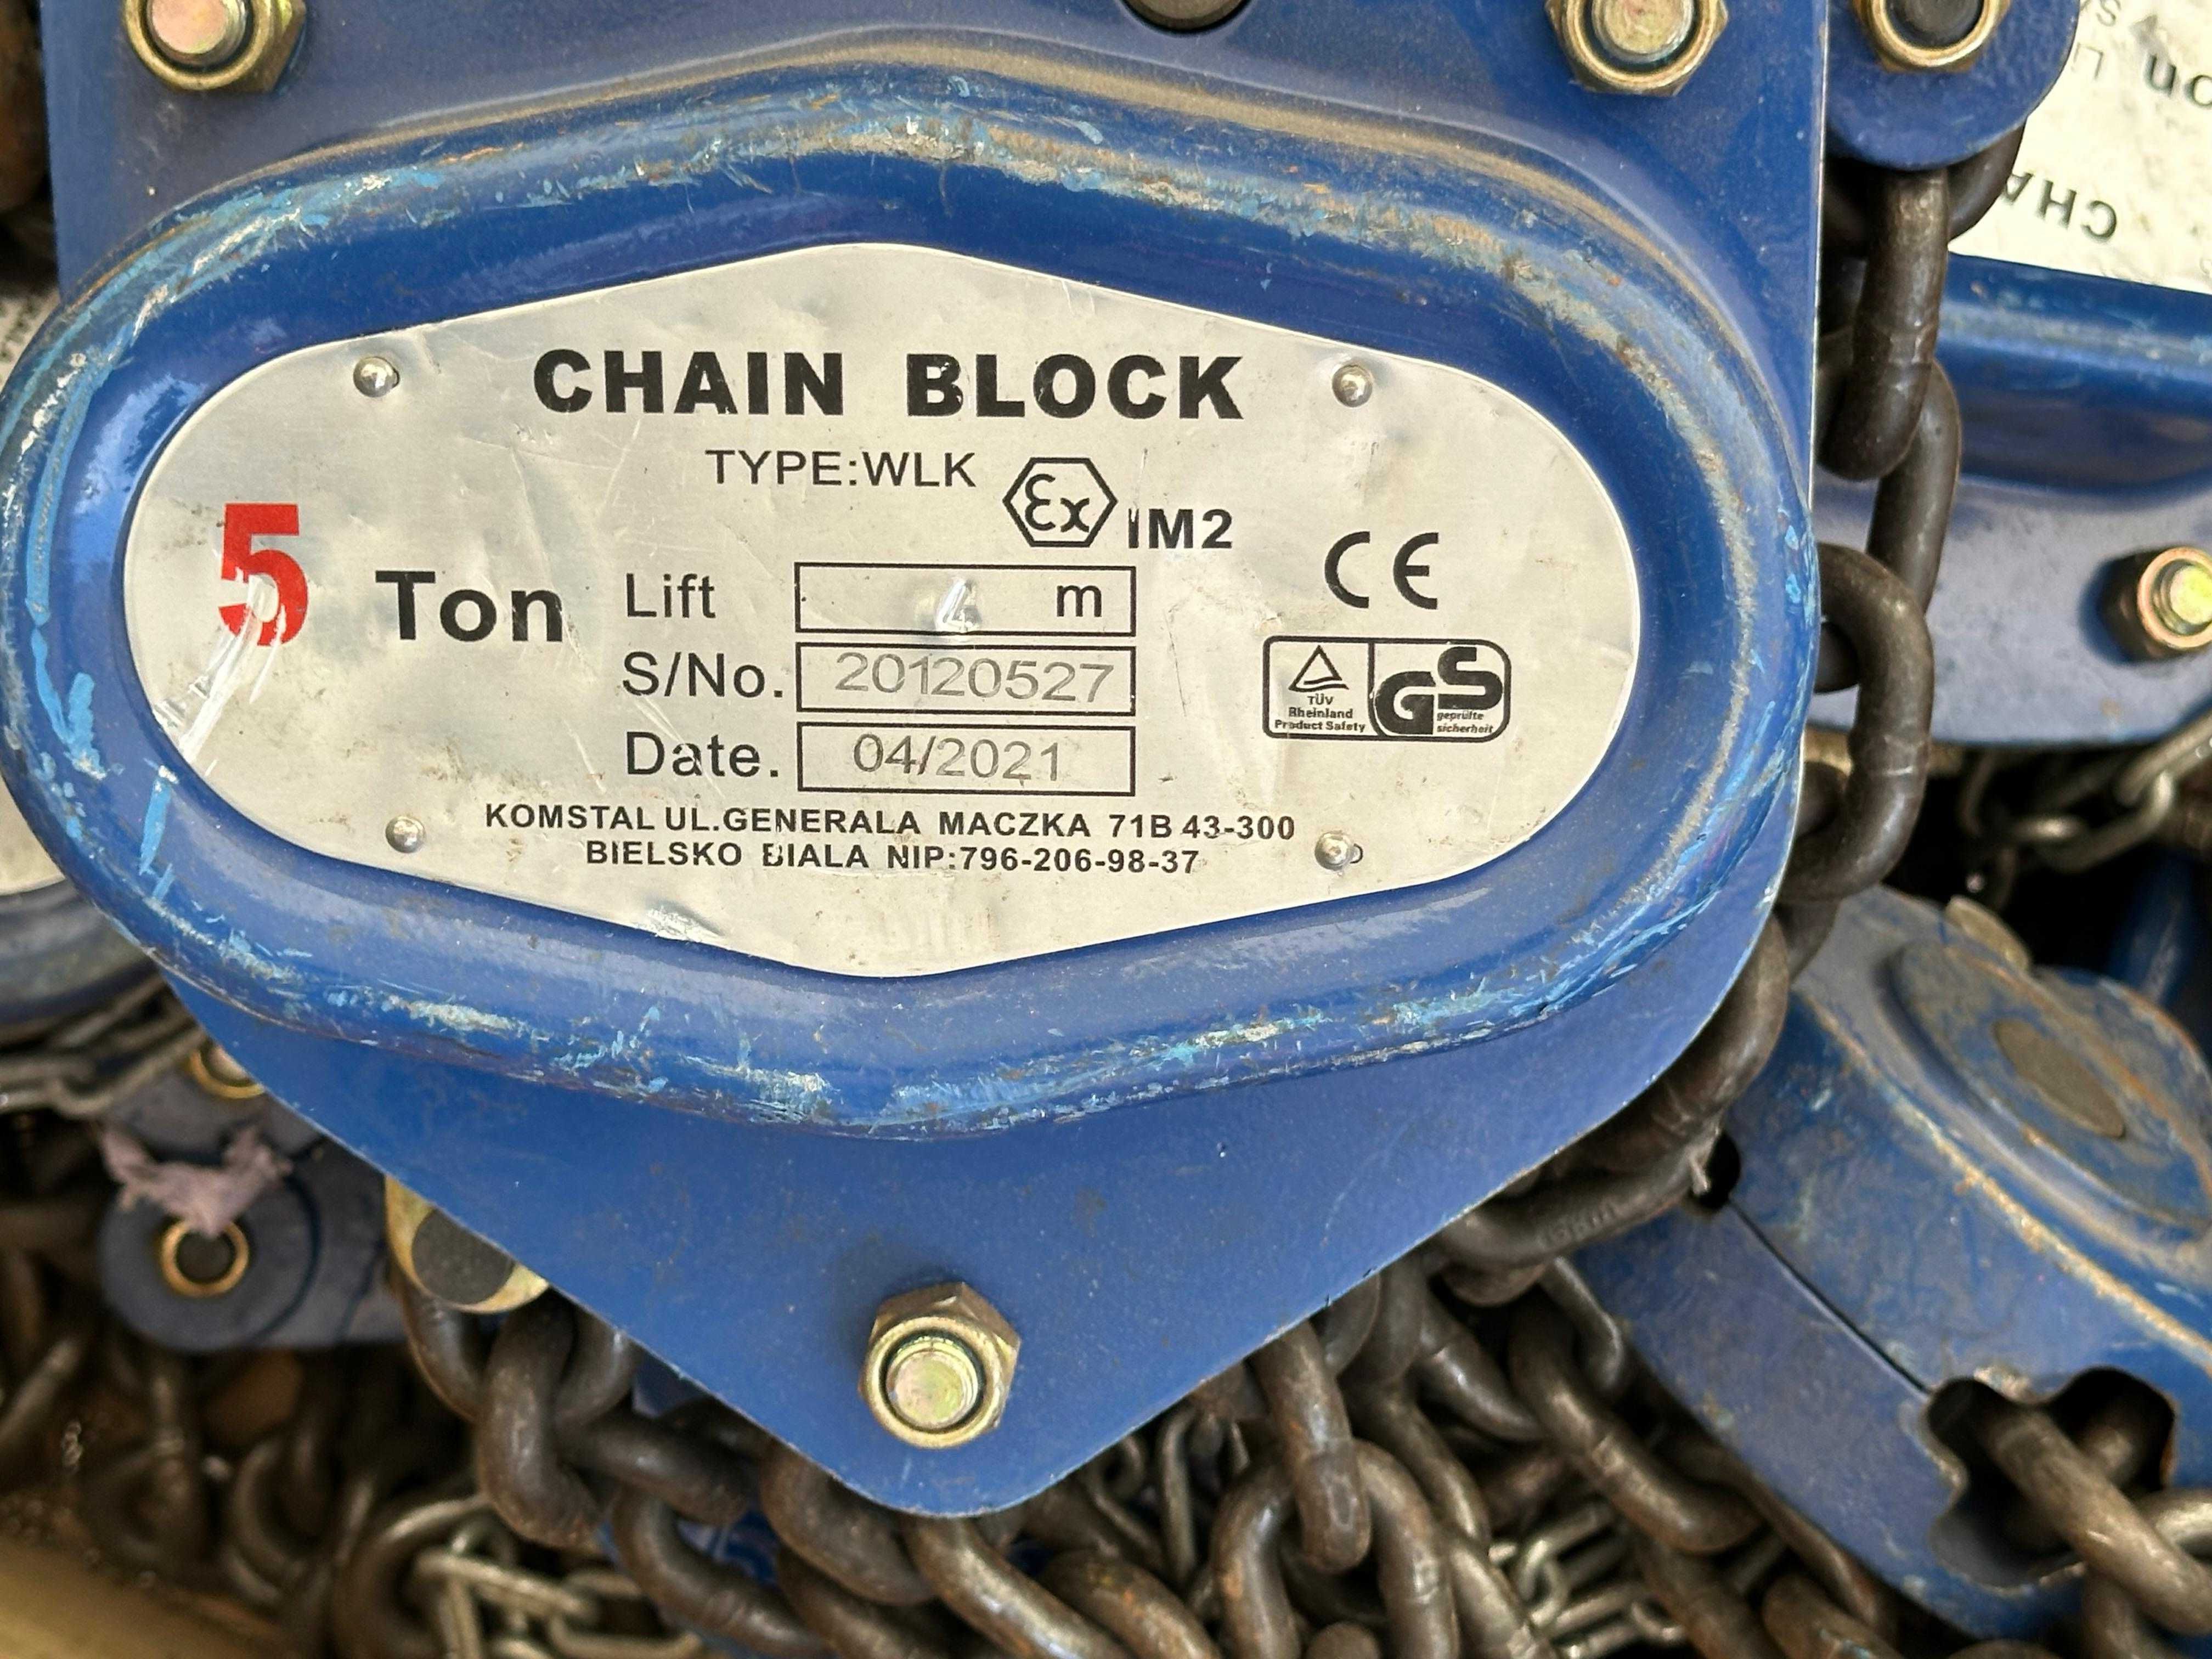 CHAIN BLOCK
TYPE:WLK
Ex IM2
5 Ton
Lift 4 m
S/No. 20120527
Date. 04/2021
CE
TÜV
Rheinland
Product Safety
GS
geprüfte
sicherheit
KOMSTAL UL.GENERALA MACZKA 71B 43-300
BIELSKO BIALA NIP:796-206-98-37